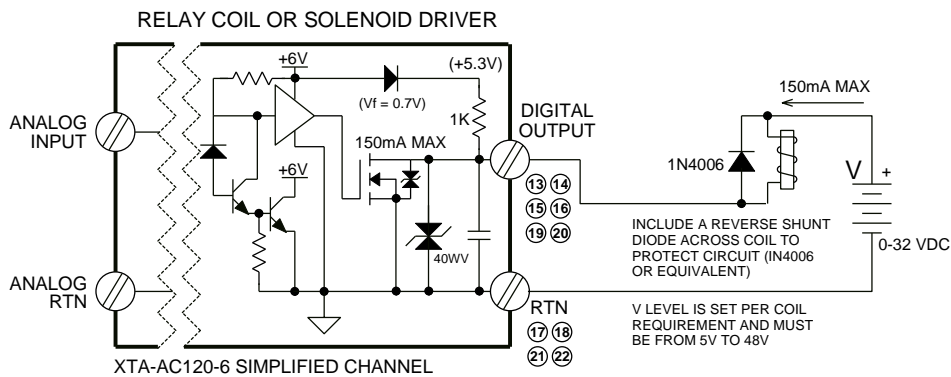 RELAY COIL OR SOLENOID DRIVER
+6V
(+5.3V)
(Vf = 0.7V)
1K
ANALOG
INPUT
DIGITAL
OUTPUT
150mA MAX
150mA MAX
+6V
1N4006
V
+
13 14
15 16
19 20
40WV
0-32 VDC
INCLUDE A REVERSE SHUNT
DIODE ACROSS COIL TO
PROTECT CIRCUIT (IN4006
OR EQUIVALENT)
ANALOG
RTN
RTN
17 18
21 22
V LEVEL IS SET PER COIL
REQUIREMENT AND MUST
BE FROM 5V TO 48V
XTA-AC120-6 SIMPLIFIED CHANNEL